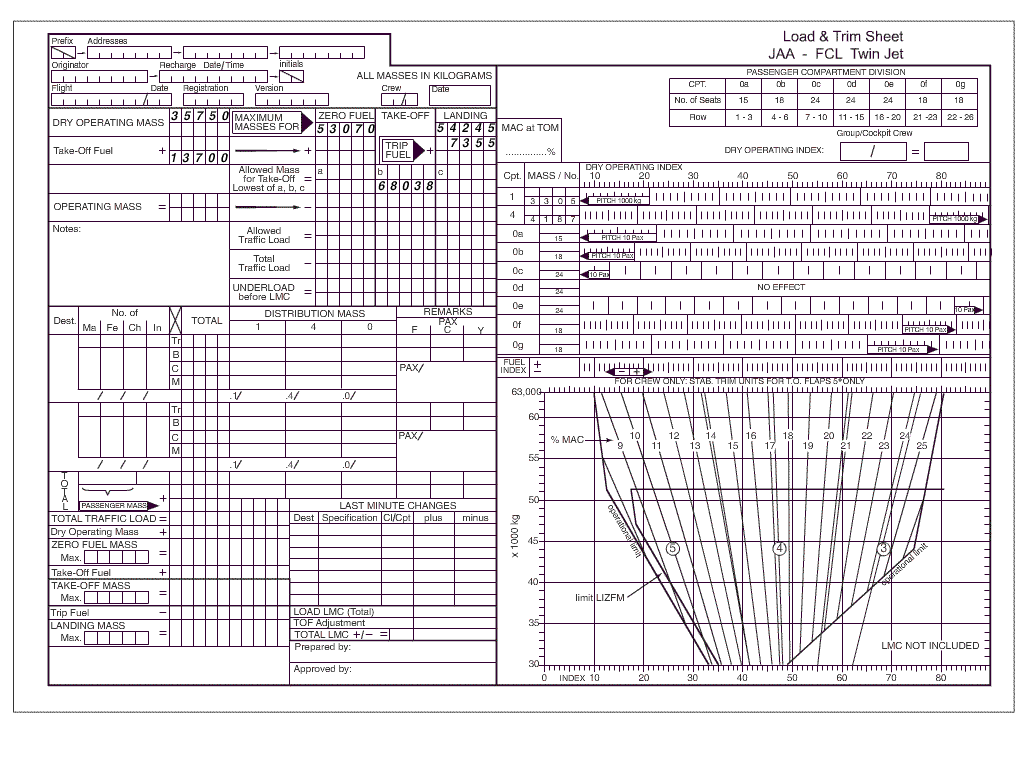 Load & Trim Sheet
JAA - FCL Twin Jet
Prefix Addresses
Originator Recharge Date/Time initials
ALL MASSES IN KILOGRAMS
Flight Date Registration Version Crew Date
/ /
PASSENGER COMPARTMENT DIVISION
CPT. 0a 0b 0c 0d 0e 0f 0g
No. of Seats 15 18 24 24 24 18 18
Row 1 - 3 4 - 6 7 - 10 11 - 15 16 - 20 21 -23 22 - 26
Group/Cockpit Crew
DRY OPERATING INDEX: / =
MAC at TOM
...............%
DRY OPERATING MASS 3 5 7 5 0
MAXIMUM MASSES FOR ZERO FUEL TAKE-OFF LANDING
5 3 0 7 0 5 4 2 4 5
Take-Off Fuel + 1 3 7 0 0 + TRIP FUEL + 7 3 5 5
Allowed Mass for Take-Off Lowest of a, b, c = a b c
6 8 0 3 8
OPERATING MASS = –
Notes:
Allowed Traffic Load =
Total Traffic Load –
UNDERLOAD before LMC =
Dest. No. of TOTAL DISTRIBUTION MASS REMARKS
Ma Fe Ch In 1 4 0 PAX
F C Y
Tr
B
C PAX/
M
/ / / .1/ .4/ .0/
Tr
B
C PAX/
M
/ / / .1/ .4/ .0/
TOTAL
PASSENGER MASS +
TOTAL TRAFFIC LOAD =
Dry Operating Mass +
ZERO FUEL MASS
Max. =
Take-Off Fuel +
TAKE-OFF MASS
Max. =
Trip Fuel –
LANDING MASS
Max. =
LAST MINUTE CHANGES
Dest Specification Cl/Cpt plus minus
LOAD LMC (Total)
TOF Adjustment
TOTAL LMC +/– =
Prepared by:
Approved by:
Cpt. MASS / No. DRY OPERATING INDEX
10 20 30 40 50 60 70 80
1 3 3 0 5 PITCH 1000 kg
4 4 1 8 7 PITCH 1000 kg
0a 15 PITCH 10 Pax
0b 18 PITCH 10 Pax
0c 24 10 Pax
0d 24 NO EFFECT
0e 24 10 Pax
0f 18 PITCH 10 Pax
0g 18 PITCH 10 Pax
FUEL INDEX + – – +
FOR CREW ONLY: STAB. TRIM UNITS FOR T.O. FLAPS 5° ONLY
63,000
60
% MAC 9 10 11 12 13 14 15 16 17 18 19 20 21 22 23 24 25
55
50
operational limit
x 1000 kg
45 5 4 3
operational limit
40
limit LIZFM
35
LMC NOT INCLUDED
30
0 INDEX 10 20 30 40 50 60 70 80